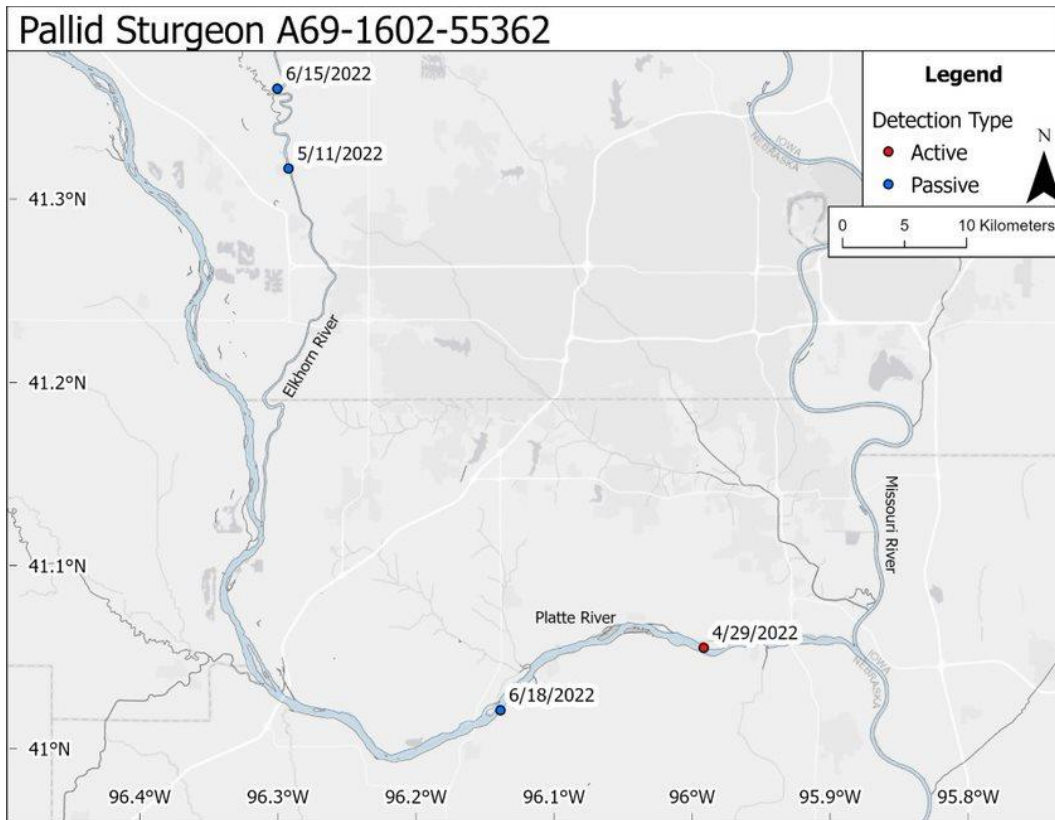 Pallid Sturgeon A69-1602-55362
6/15/2022
5/11/2022
Legend
Detection Type
Active
Passive
N
0 5 10 Kilometers
IOWA
NEBRASKA
41.3°N
Elkhorn River
41.2°N
Missouri River
41.1°N
Platte River
4/29/2022
6/18/2022
IOWA
NEBRASKA
41°N
96.4°W 96.3°W 96.2°W 96.1°W 96°W 95.9°W 95.8°W